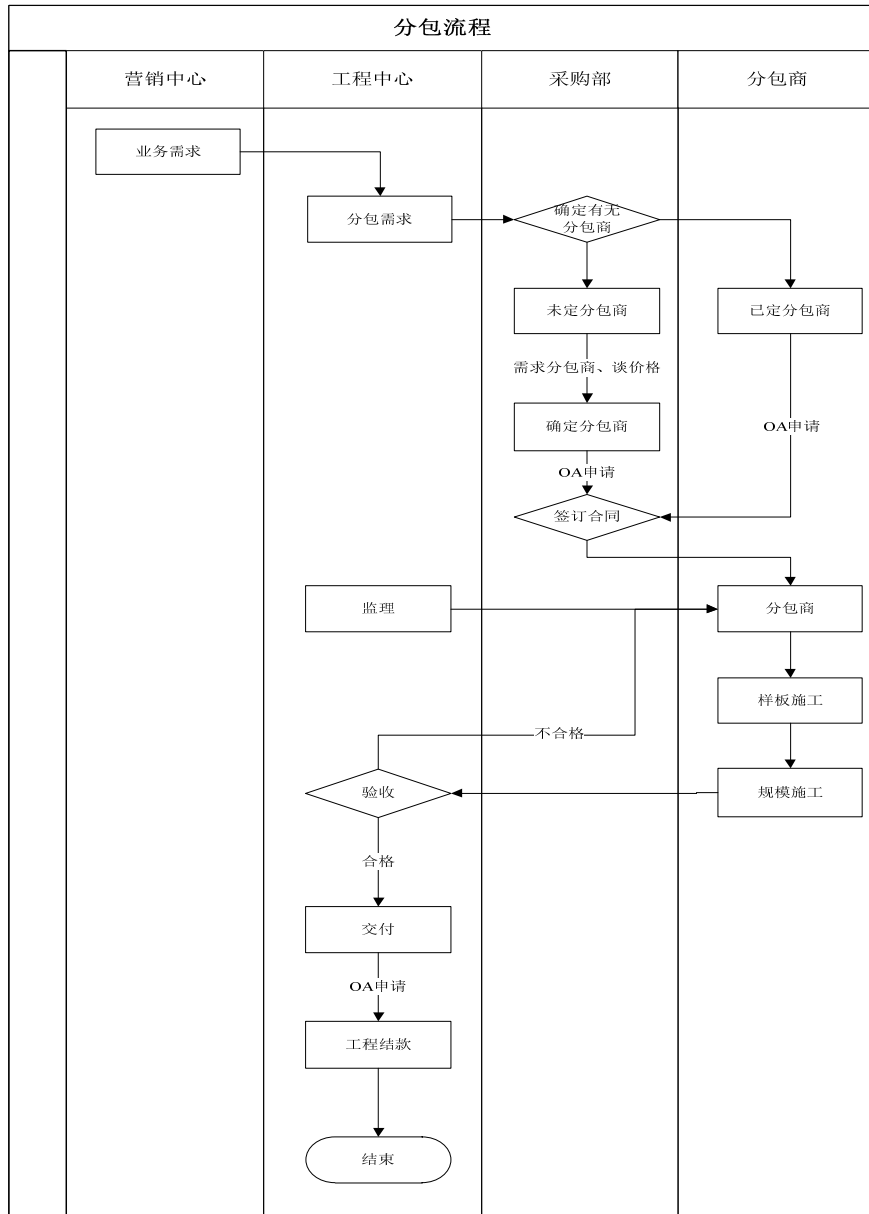 分包流程
营销中心
工程中心
采购部
分包商
业务需求
分包需求
确定有无
分包商
未定分包商
已定分包商
需求分包商、谈价格
确定分包商
OA申请
OA申请
签订合同
监理
分包商
样板施工
不合格
验收
规模施工
合格
交付
OA申请
工程结款
结束